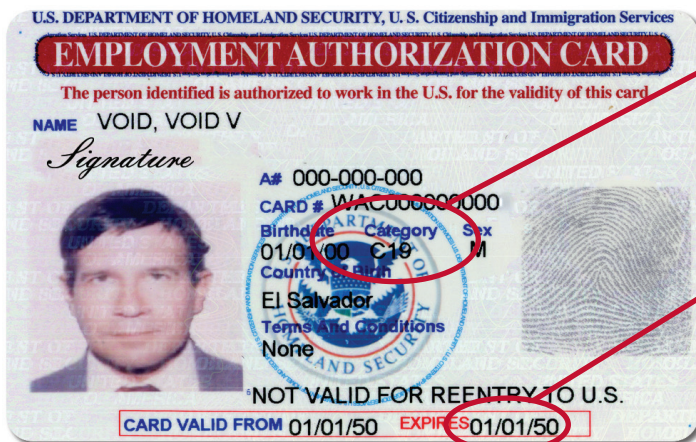 U.S. DEPARTMENT OF HOMELAND SECURITY, U. S. Citizenship and Immigration Services
EMPLOYMENT AUTHORIZATION CARD
The person identified is authorized to work in the U.S. for the validity of this card
NAME VOID, VOID V
Signature
A# 000-000-000
CARD # WAC000000000
Birthdate Category Sex
01/01/00 C19 M
Country of Birth
El Salvador
Terms And Conditions
None
NOT VALID FOR REENTRY TO U.S.
CARD VALID FROM 01/01/50 EXPIRES 01/01/50